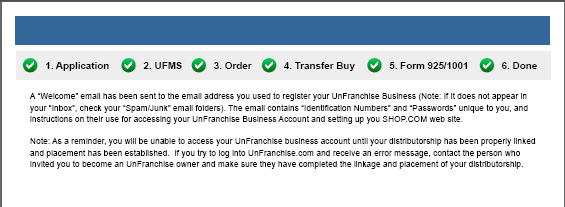 1. Application 2. UFMS 3. Order 4. Transfer Buy 5. Form 925/1001 6. Done
A “Welcome” email has been sent to the email address you used to register your UnFranchise Business (Note: if it does not appear in
your “Inbox”, check your “Spam/Junk” email folders). The email contains “Identification Numbers” and “Passwords” unique to you, and
instructions on their use for accessing your UnFranchise Business Account and setting up you SHOP.COM web site.
Note: As a reminder, you will be unable to access your UnFranchise business account until your distributorship has been properly linked
and placement has been established. If you try to log into UnFranchise.com and receive an error message, contact the person who
invited you to become an UnFranchise owner and make sure they have completed the linkage and placement of your distributorship.